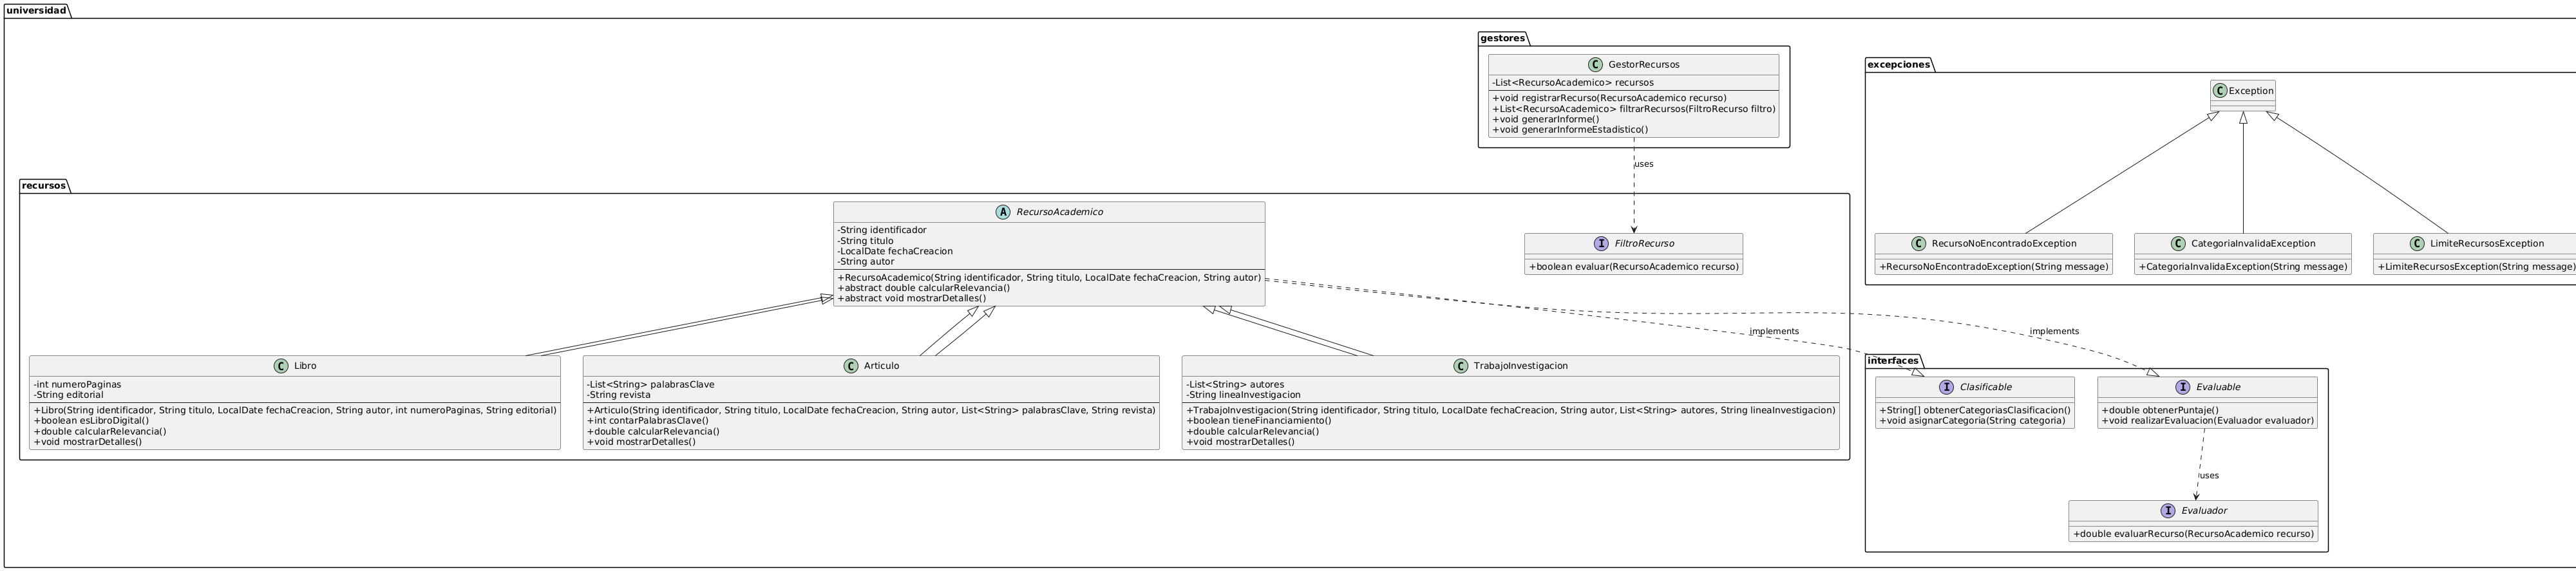 universidad
gestores
GestorRecursos
-List<RecursoAcademico> recursos
+void registrarRecurso(RecursoAcademico recurso)
+List<RecursoAcademico> filtrarRecursos(FiltroRecurso filtro)
+void generarInforme()
+void generarInformeEstadistico()
uses
excepciones
Exception
RecursoNoEncontradoException
+RecursoNoEncontradoException(String message)
CategoriaInvalidaException
+CategoriaInvalidaException(String message)
LimiteRecursosException
+LimiteRecursosException(String message)
recursos
RecursoAcademico
-String identificador
-String titulo
-LocalDate fechaCreacion
-String autor
+RecursoAcademico(String identificador, String titulo, LocalDate fechaCreacion, String autor)
+abstract double calcularRelevancia()
+abstract void mostrarDetalles()
FiltroRecurso
+boolean evaluar(RecursoAcademico recurso)
implements
implements
Libro
-int numeroPaginas
-String editorial
+Libro(String identificador, String titulo, LocalDate fechaCreacion, String autor, int numeroPaginas, String editorial)
+boolean esLibroDigital()
+double calcularRelevancia()
+void mostrarDetalles()
Articulo
-List<String> palabrasClave
-String revista
+Articulo(String identificador, String titulo, LocalDate fechaCreacion, String autor, List<String> palabrasClave, String revista)
+int contarPalabrasClave()
+double calcularRelevancia()
+void mostrarDetalles()
TrabajoInvestigacion
-List<String> autores
-String lineaInvestigacion
+TrabajoInvestigacion(String identificador, String titulo, LocalDate fechaCreacion, String autor, List<String> autores, String lineaInvestigacion)
+boolean tieneFinanciamiento()
+double calcularRelevancia()
+void mostrarDetalles()
interfaces
Clasificable
+String[] obtenerCategoriasClasificacion()
+void asignarCategoria(String categoria)
Evaluable
+double obtenerPuntaje()
+void realizarEvaluacion(Evaluador evaluador)
uses
Evaluador
+double evaluarRecurso(RecursoAcademico recurso)